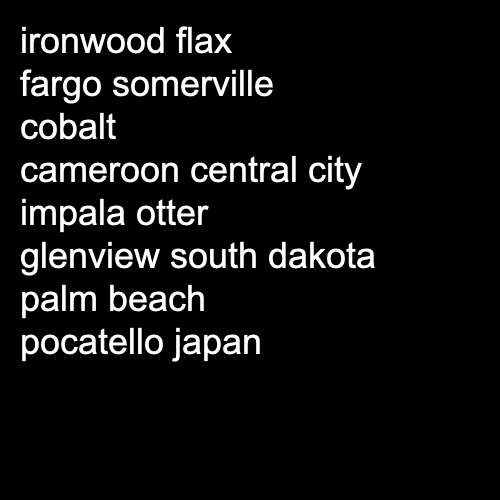 ironwood flax
fargo somerville
cobalt
cameroon central city
impala otter
glenview south dakota
palm beach
pocatello japan